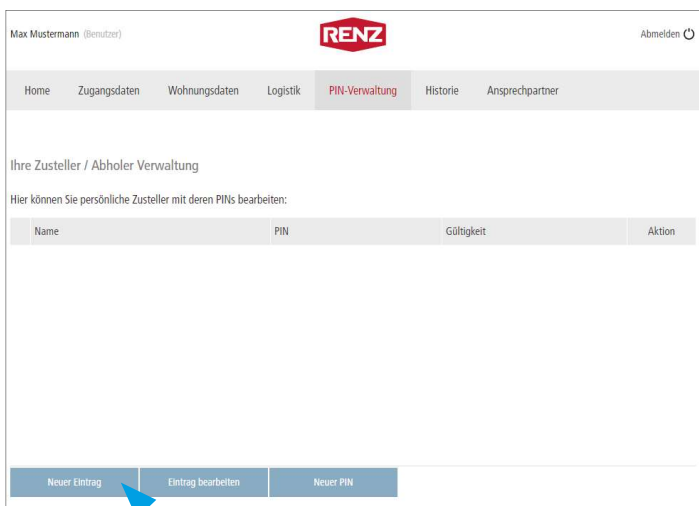 Max Mustermann (Benutzer) RENZ Abmelden
Home Zugangsdaten Wohnungsdaten Logistik PIN-Verwaltung Historie Ansprechpartner
Ihre Zusteller / Abholer Verwaltung
Hier können Sie persönliche Zusteller mit deren PINs bearbeiten:
Name PIN Gültigkeit Aktion
Neuer Eintrag Eintrag bearbeiten Neuer PIN